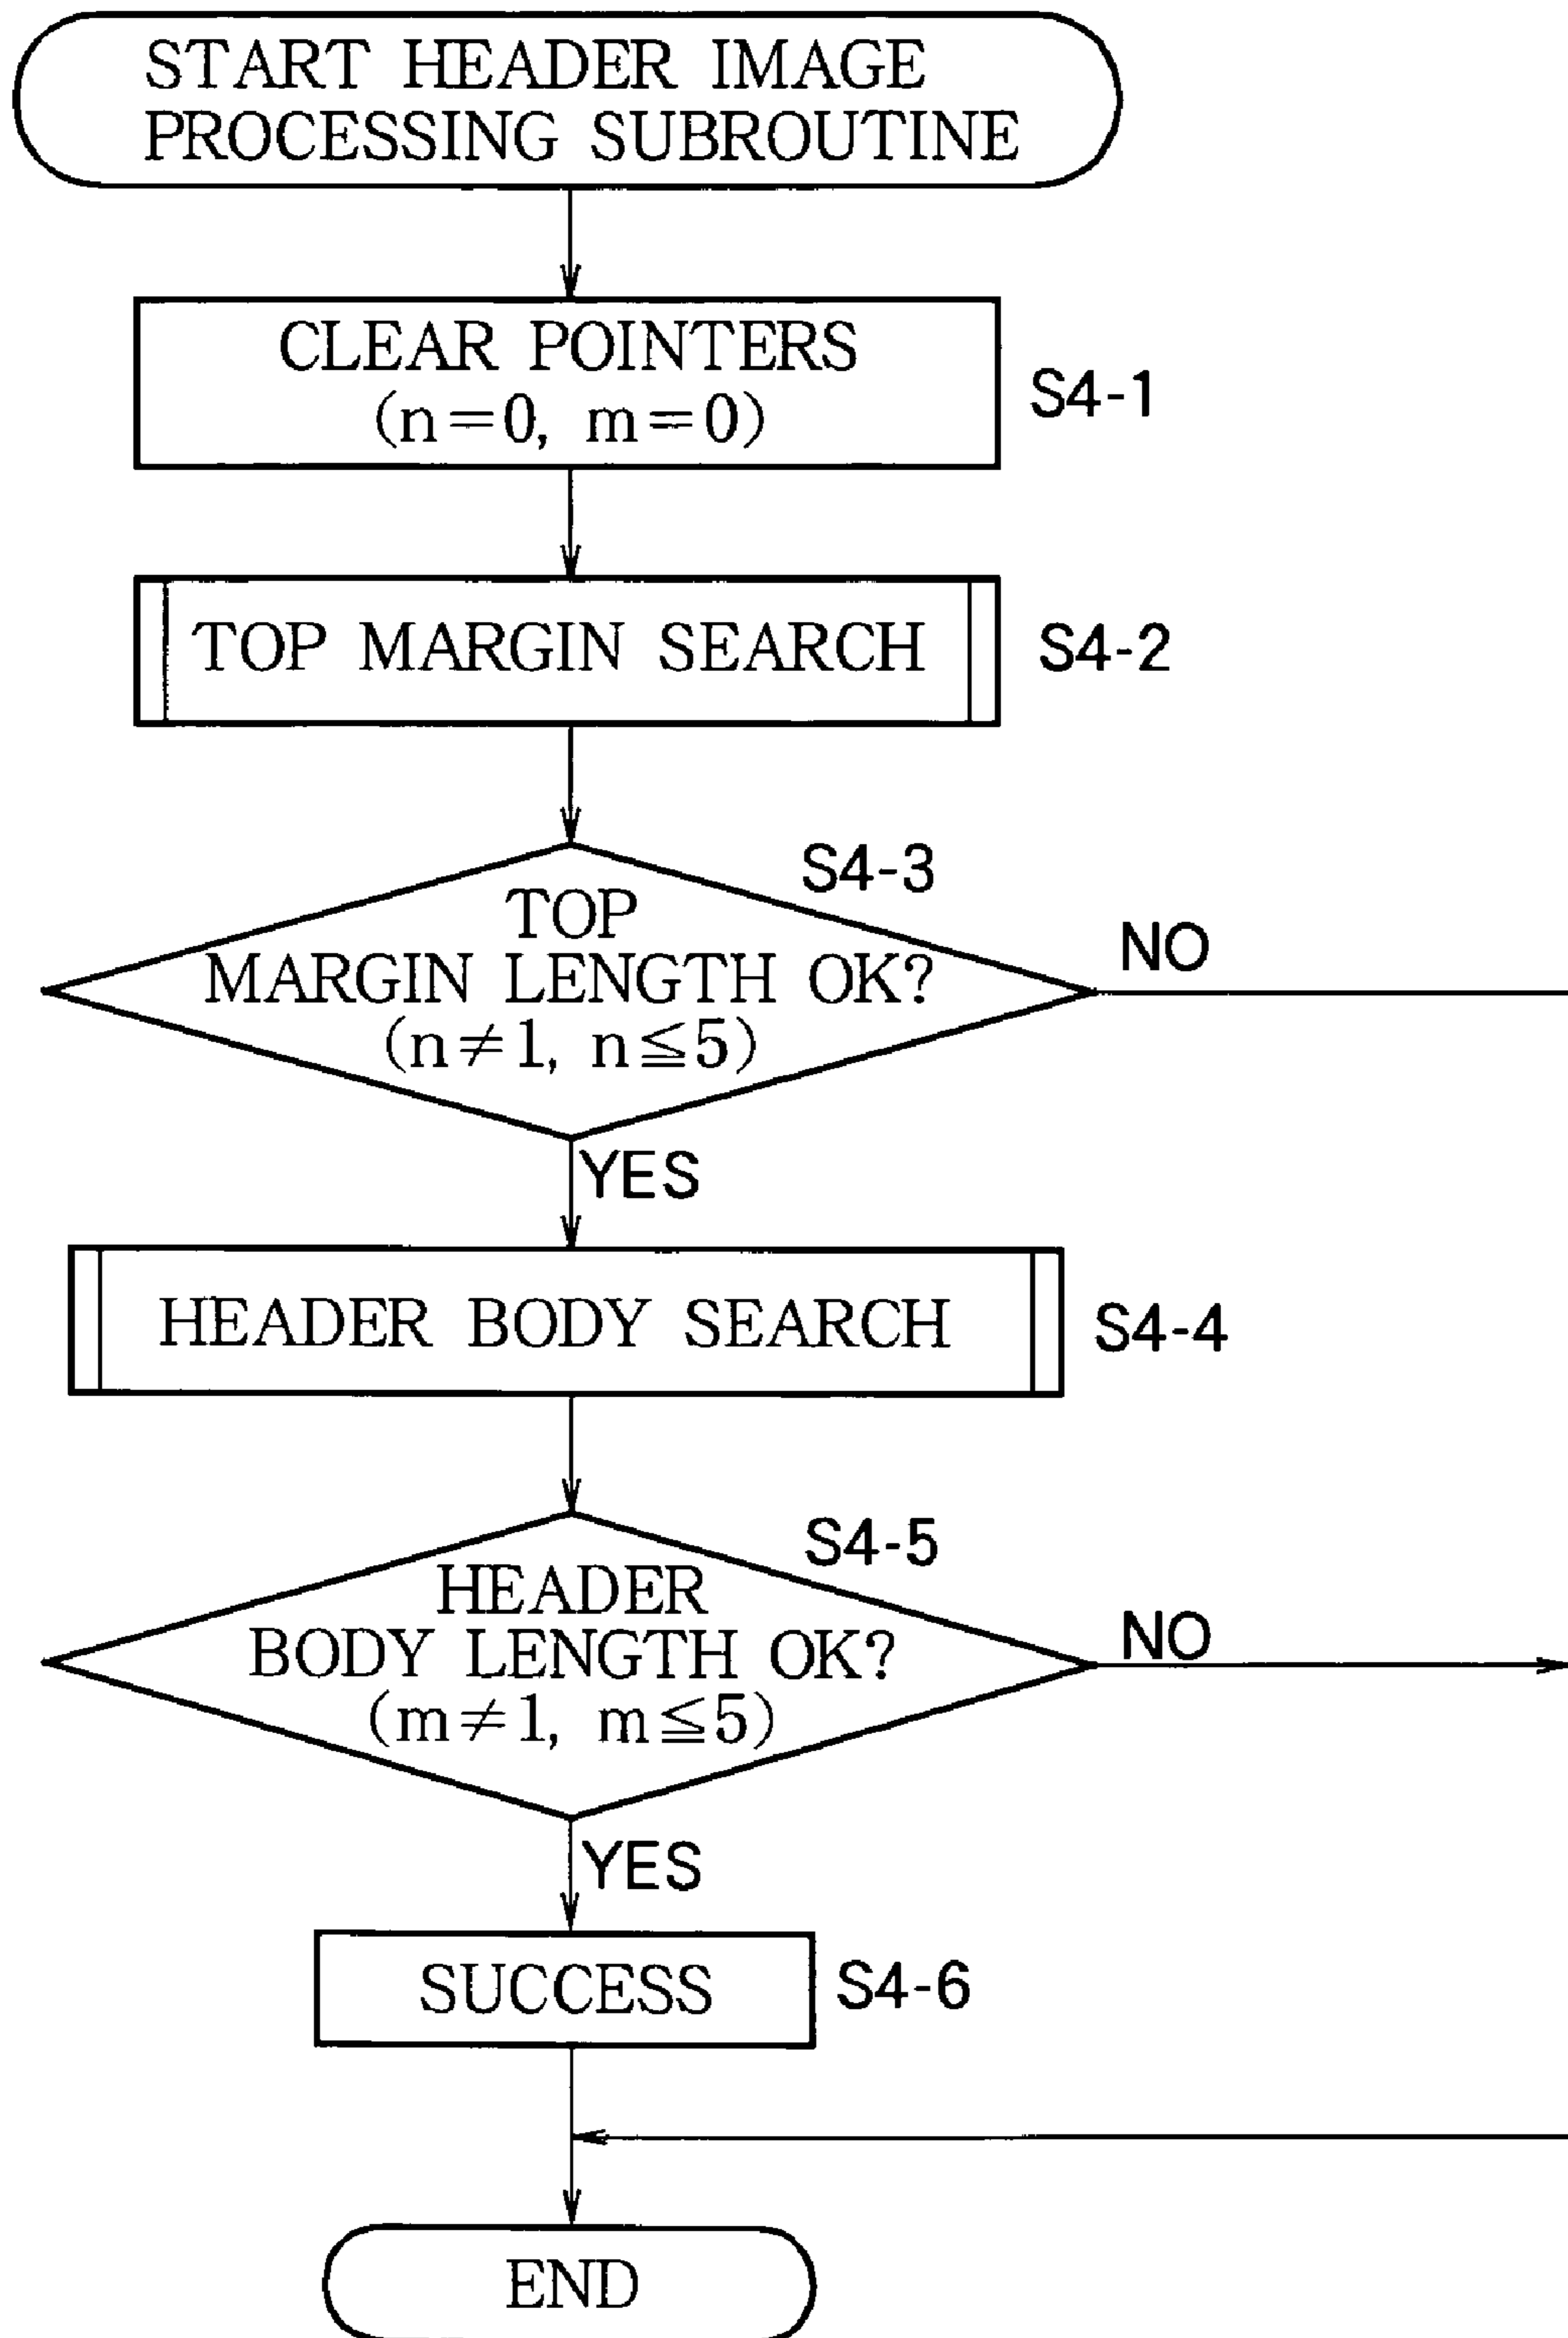 START HEADER IMAGE
PROCESSING SUBROUTINE
CLEAR POINTERS
(n=0, m=0)
S4-1
TOP MARGIN SEARCH
S4-2
S4-3
TOP
MARGIN LENGTH OK?
(n≠1, n≦5)
NO
YES
HEADER BODY SEARCH
S4-4
S4-5
HEADER
BODY LENGTH OK?
(m≠1, m≦5)
NO
YES
SUCCESS
S4-6
END